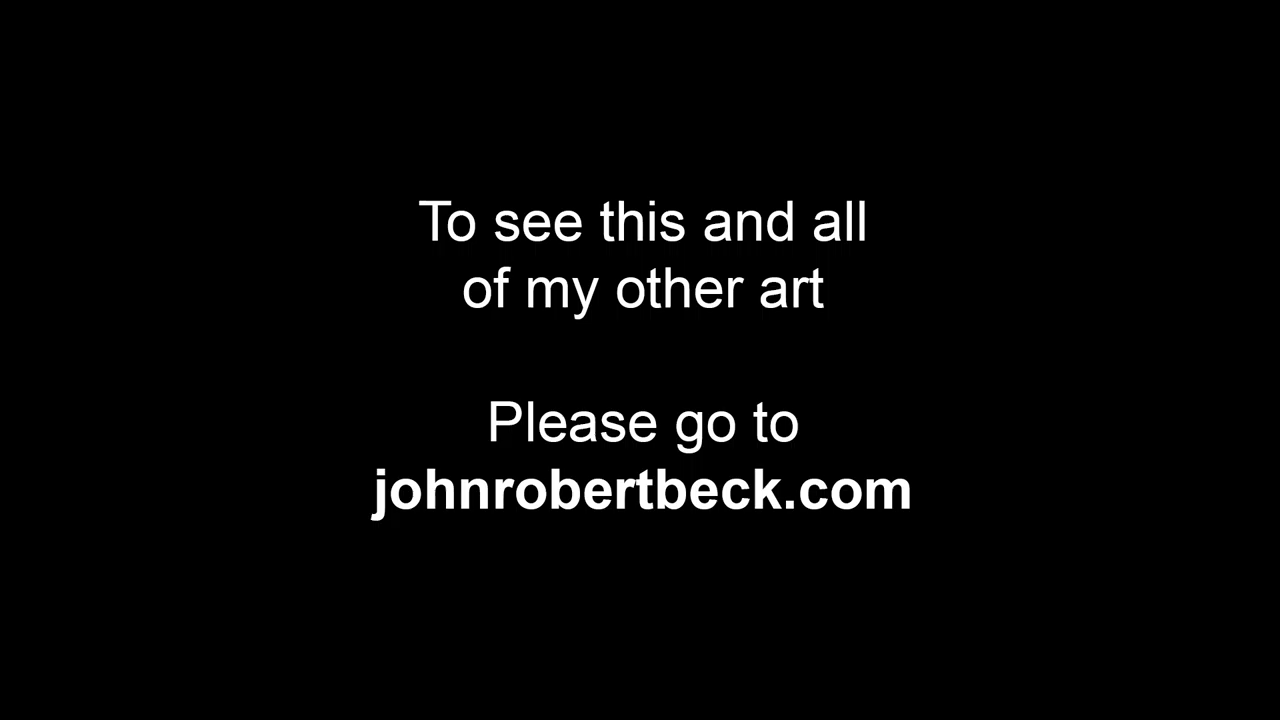 To see this and all
of my other art
Please go to
johnrobertbeck.com